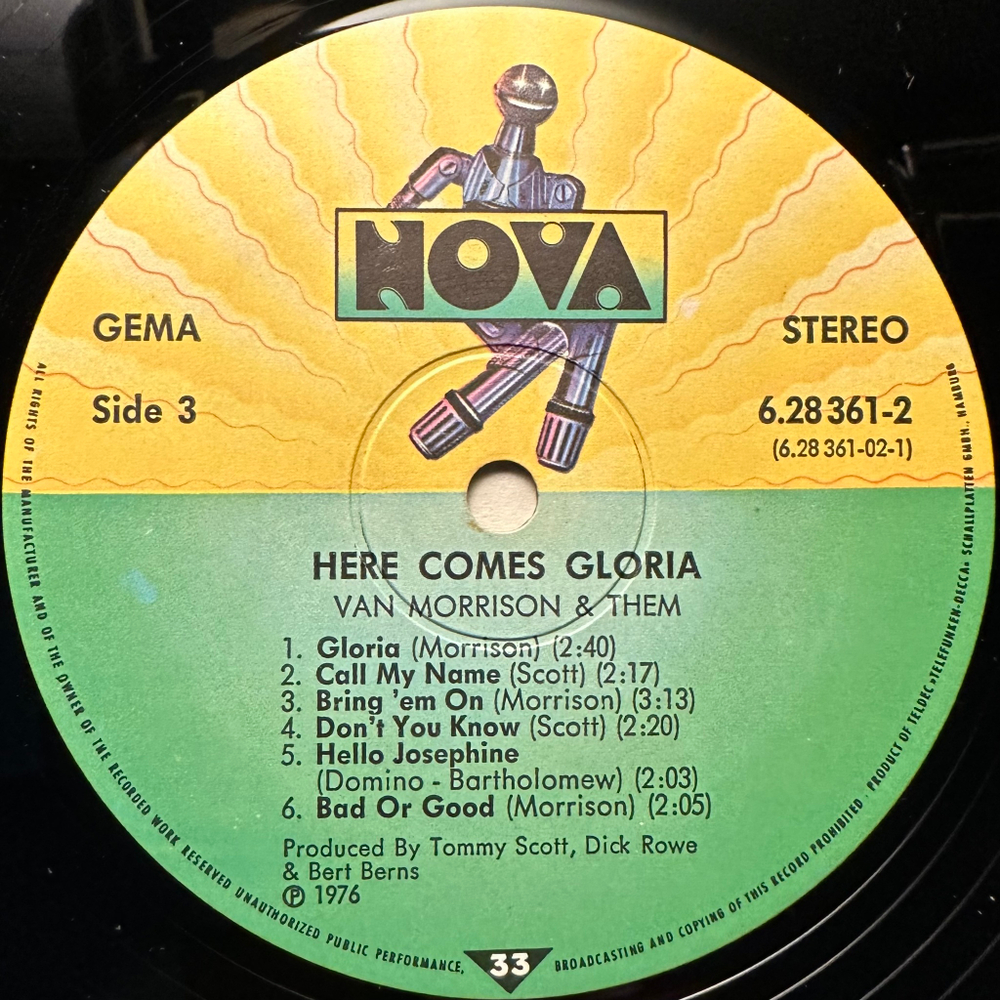 NOVA
GEMA
STEREO
Side 3
6.28 361-2
(6.28 361-02-1)
HERE COMES GLORIA
VAN MORRISON & THEM
1. Gloria (Morrison) (2:40)
2. Call My Name (Scott) (2:17)
3. Bring 'em On (Morrison) (3:13)
4. Don't You Know (Scott) (2:20)
5. Hello Josephine
(Domino - Bartholomew) (2:03)
6. Bad Or Good (Morrison) (2:05)
Produced By Tommy Scott, Dick Rowe
& Bert Berns
℗ 1976
ALL RIGHTS OF THE MANUFACTURER AND OF THE OWNER OF THE RECORDED WORK RESERVED UNAUTHORIZED PUBLIC PERFORMANCE, BROADCASTING AND COPYING OF THIS RECORD PROHIBITED · PRODUCT OF TELDEC »TELEFUNKEN-DECCA« SCHALLPLATTEN GMBH., HAMBURG
33